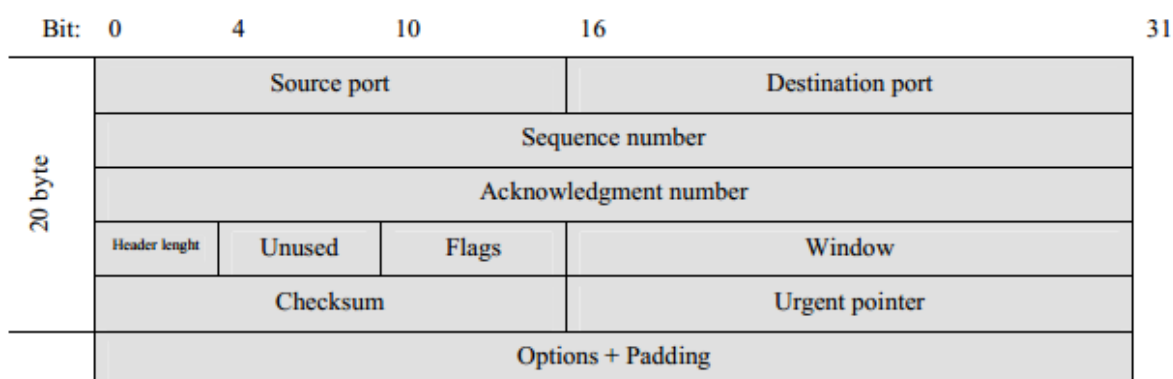 Bit: 0 4 10 16 31
Source port Destination port
Sequence number
20 byte
Acknowledgment number
Header lenght Unused Flags Window
Checksum Urgent pointer
Options + Padding